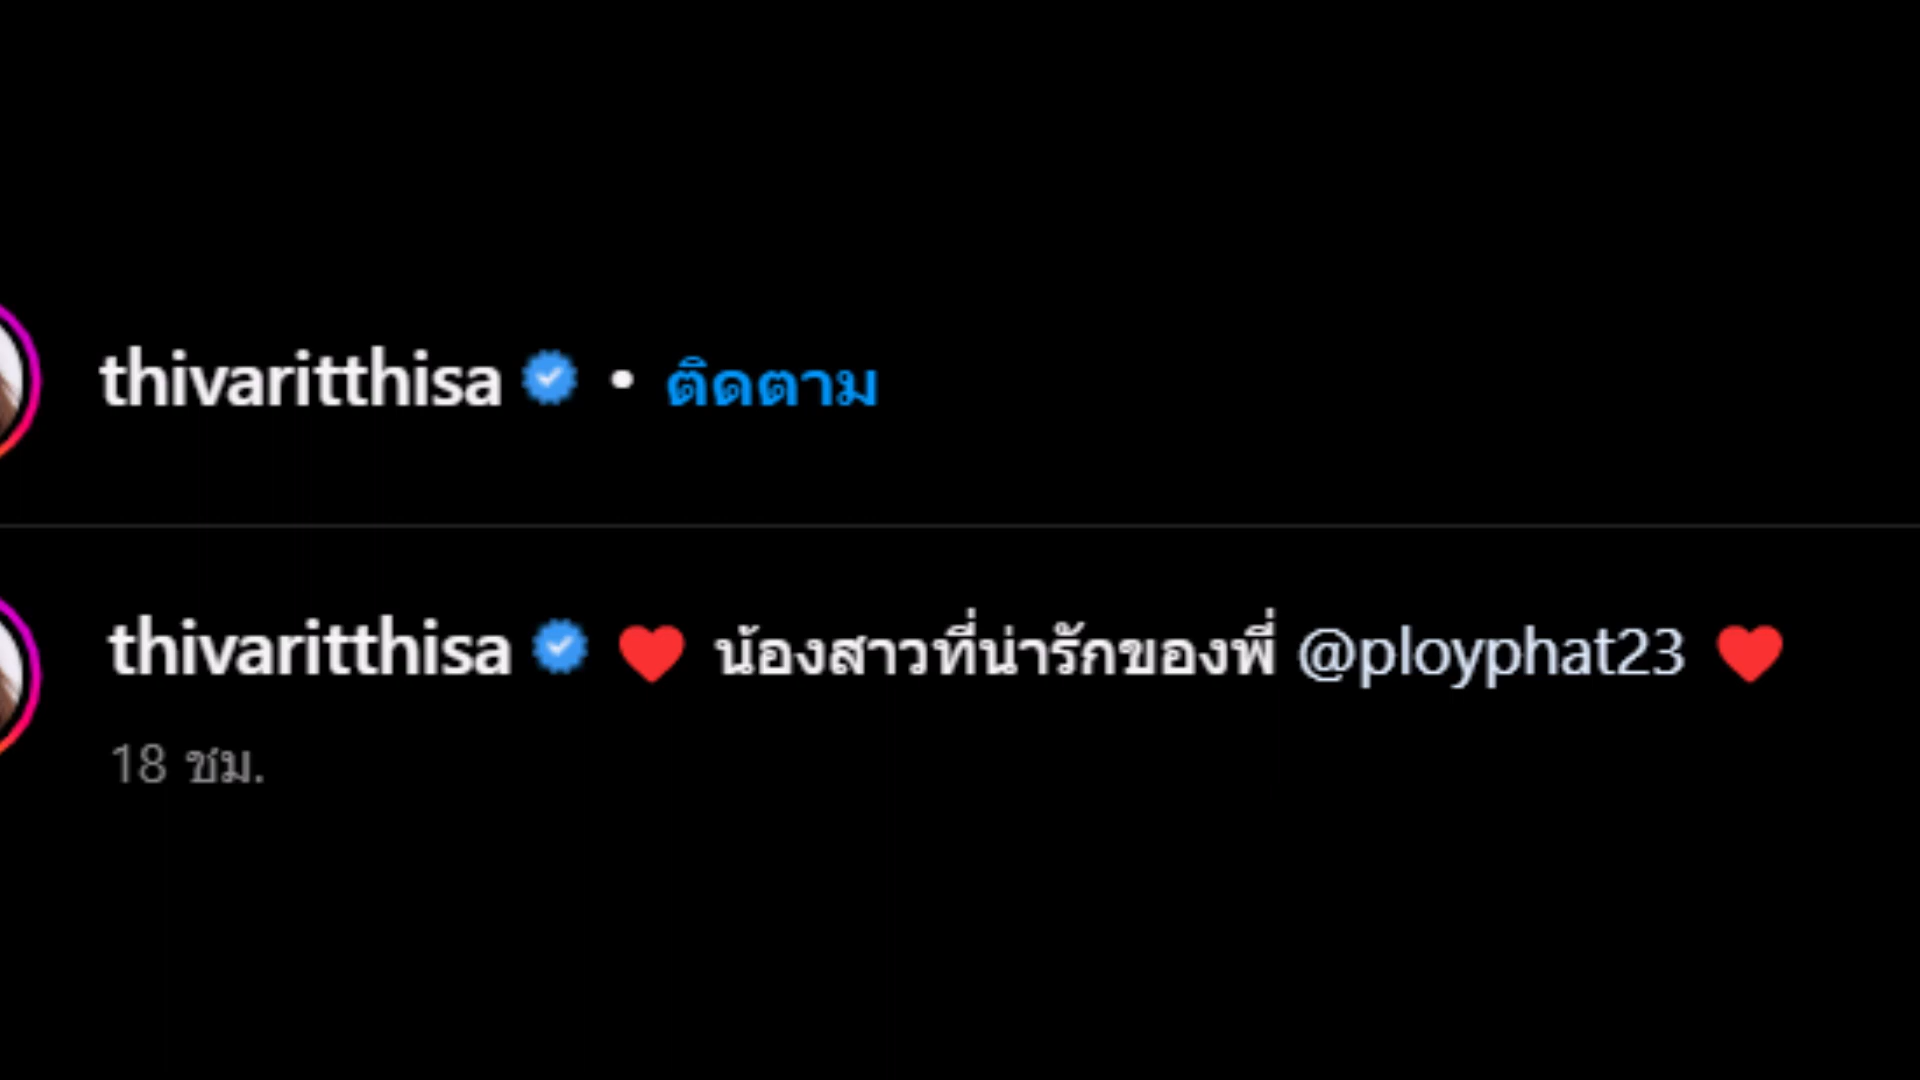 thivaritthisa • ติดตาม
thivaritthisa ❤️ น้องสาวที่น่ารักของพี่ @ployphat23 ❤️
18 ชม.